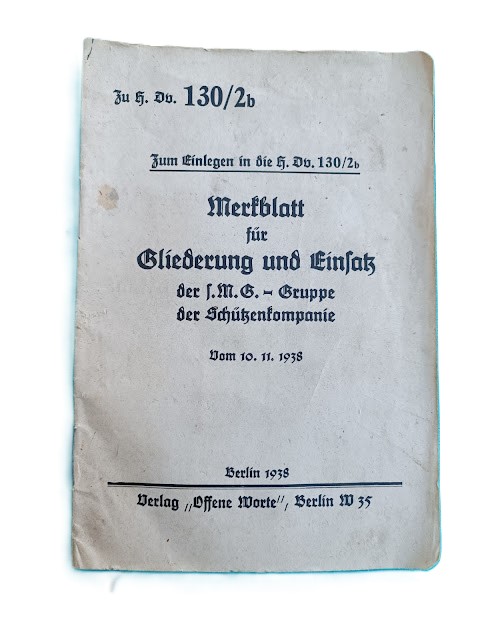 Zu H. Dv. 130/2b
Zum Einlegen in die H. Dv. 130/2b
Merkblatt
für
Gliederung und Einsatz
der s.M.G. - Gruppe
der Schützenkompanie
Vom 10. 11. 1938
Berlin 1938
Verlag „Offene Worte“, Berlin W 35